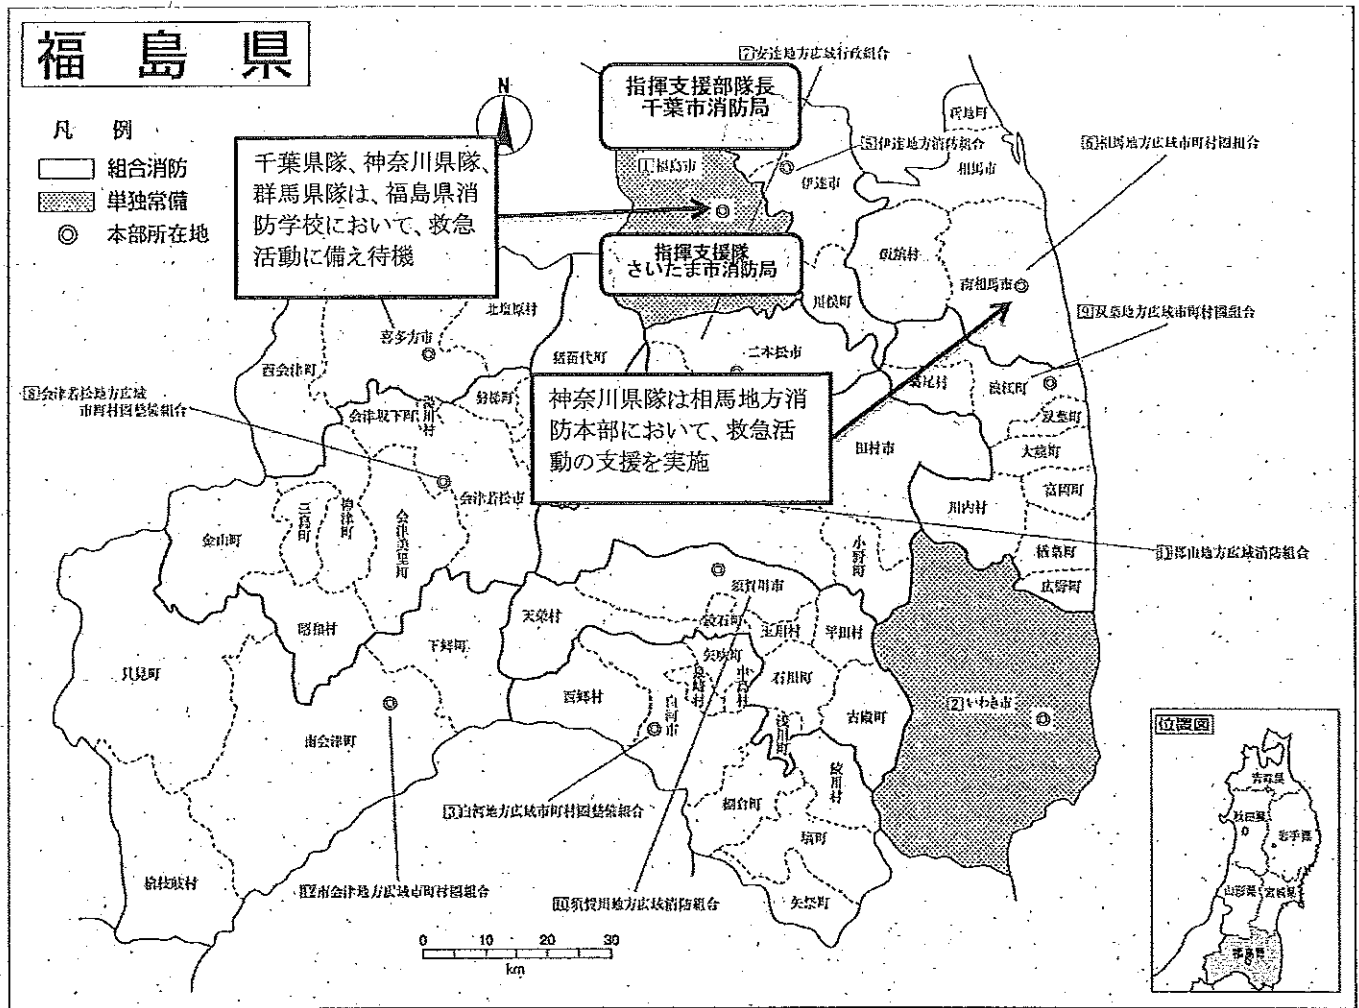 福島県
凡例
組合消防
単独常備
本部所在地
N
千葉県隊、神奈川県隊、
群馬県隊は、福島県消
防学校において、救急
活動に備え待機
指揮支援部隊長
千葉市消防局
7安達地方広域行政組合
5伊達地方消防組合
6相馬地方広域市町村圏組合
新地町
相馬市
1福島市
伊達市
指揮支援隊
さいたま市消防局
飯舘村
南相馬市
川俣町
9双葉地方広域市町村圏組合
北塩原村
喜多方市
西会津町
猪苗代町
二本松市
8会津若松地方広域
市町村圏整備組合
磐梯町
会津坂下町
湯川村
葛尾村
浪江町
双葉町
大熊町
神奈川県隊は相馬地方消
防本部において、救急活
動の支援を実施
田村市
富岡町
川内村
会津若松市
三島町
柳津町
会津美里町
金山町
小野町
楢葉町
広野町
11郡山地方広域消防組合
須賀川市
天栄村
鏡石町
玉川村
平田村
昭和村
下郷町
只見町
矢吹町
泉崎村
中島村
石川町
西郷村
白河市
浅川町
古殿町
2いわき市
南会津町
鮫川村
棚倉町
3白河地方広域市町村圏整備組合
塙町
檜枝岐村
12南会津地方広域市町村圏組合
10須賀川地方広域消防組合
矢祭町
0 10 20 30
km
位置図
青森県
秋田県
岩手県
山形県
宮城県
福島県